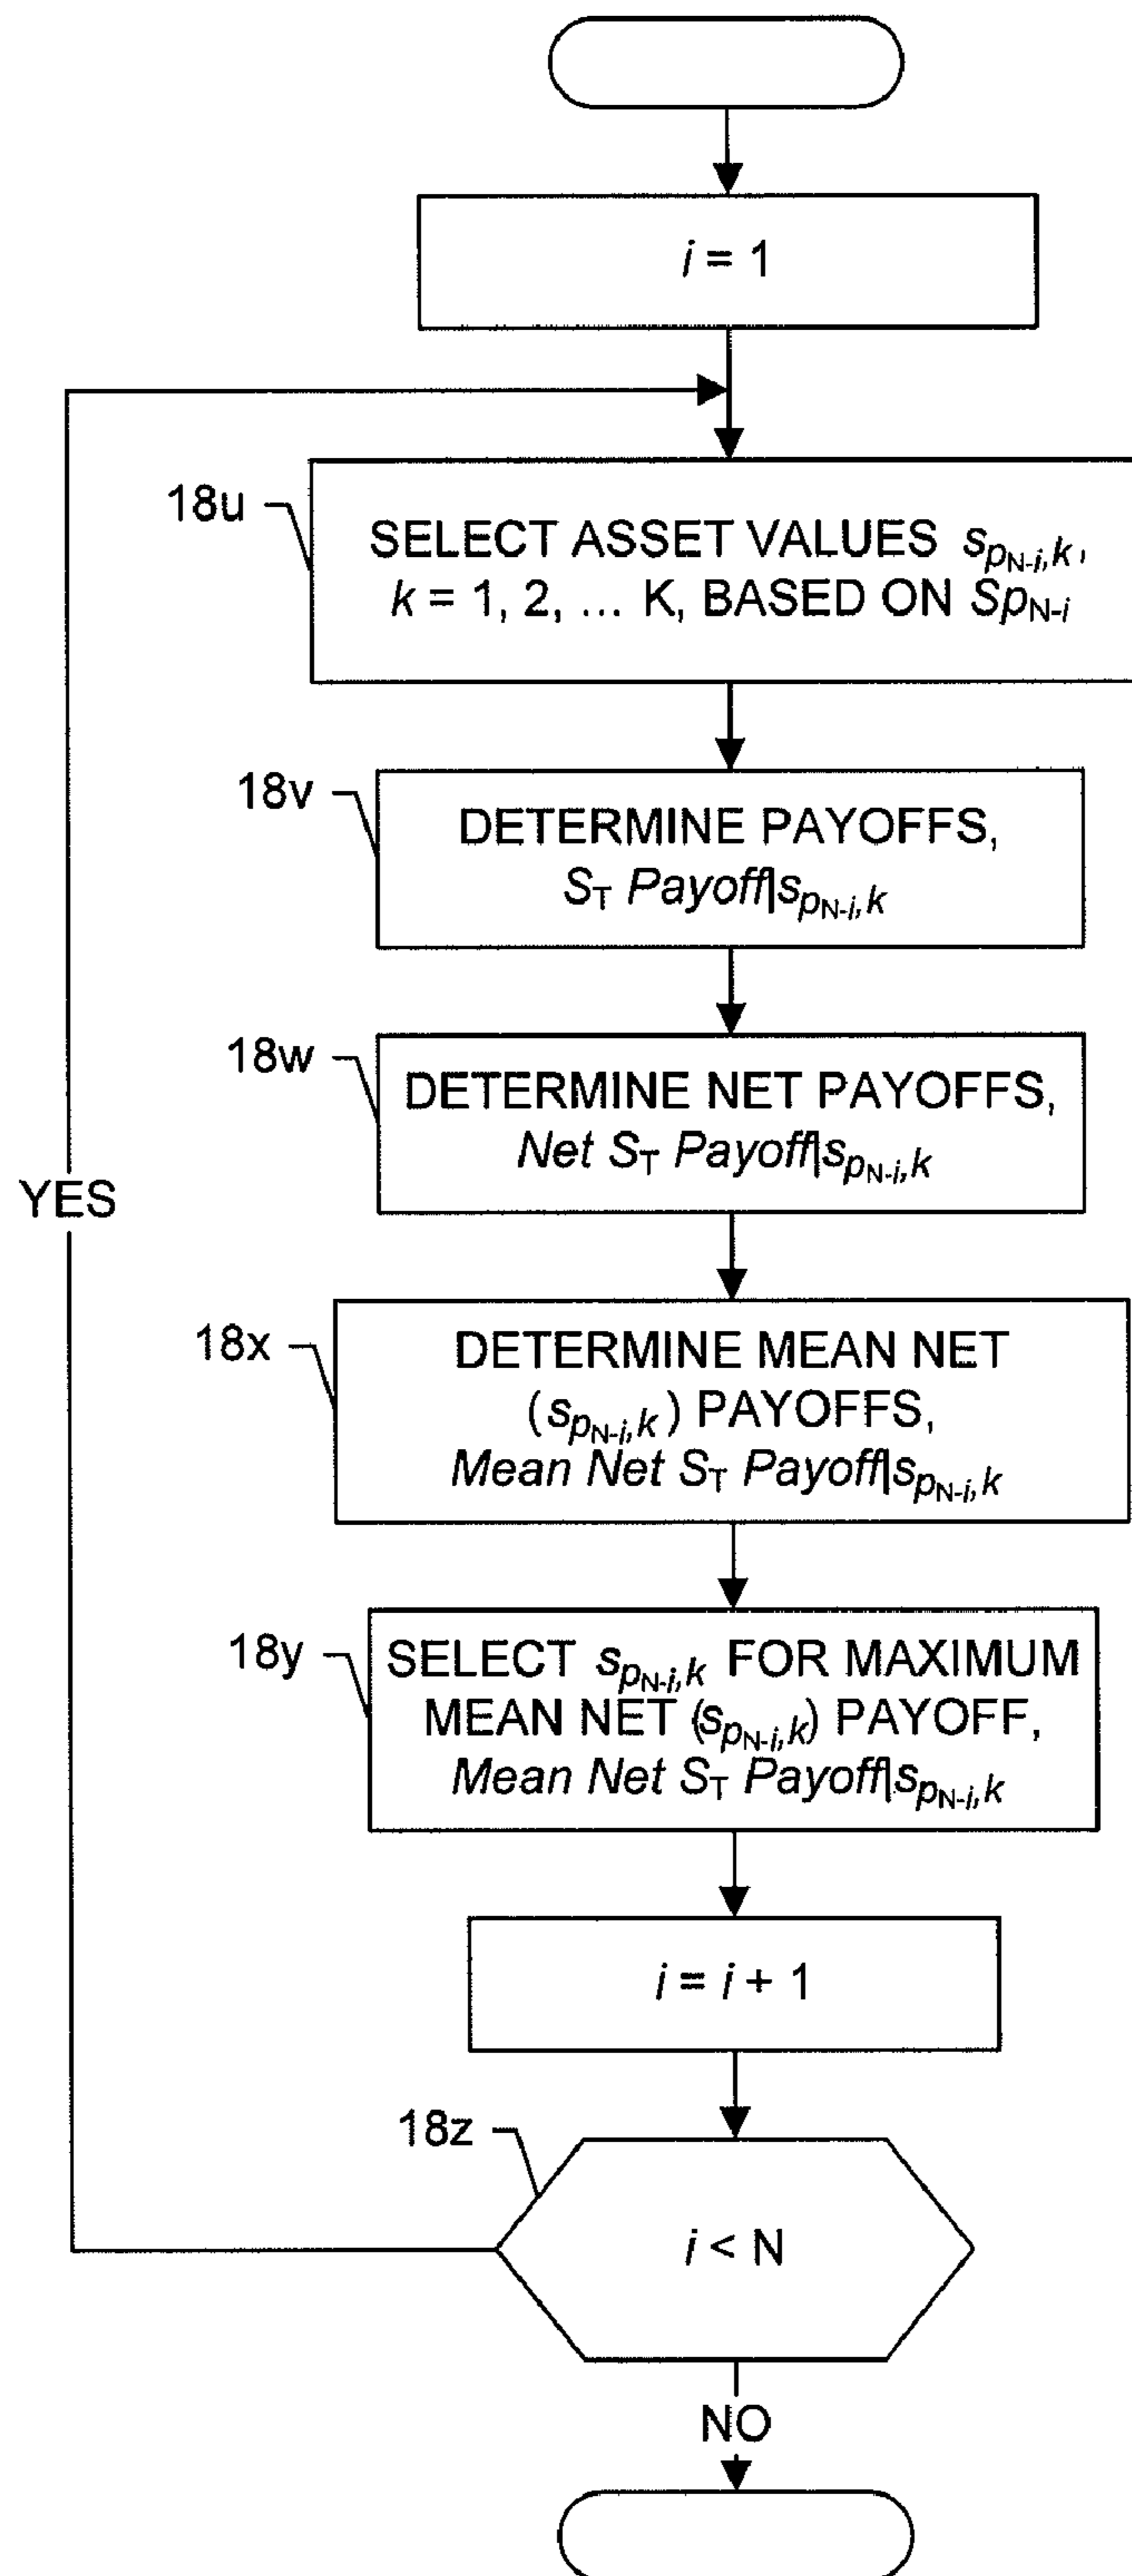 i = 1
18u
SELECT ASSET VALUES s_{p_{N-i},k},
k = 1, 2, ... K, BASED ON Sp_{N-i}
18v
DETERMINE PAYOFFS,
S_T Payoff|s_{p_{N-i},k}
18w
DETERMINE NET PAYOFFS,
Net S_T Payoff|s_{p_{N-i},k}
YES
18x
DETERMINE MEAN NET
(s_{p_{N-i},k}) PAYOFFS,
Mean Net S_T Payoff|s_{p_{N-i},k}
18y
SELECT s_{p_{N-i},k} FOR MAXIMUM
MEAN NET (s_{p_{N-i},k}) PAYOFF,
Mean Net S_T Payoff|s_{p_{N-i},k}
i = i + 1
18z
i < N
NO